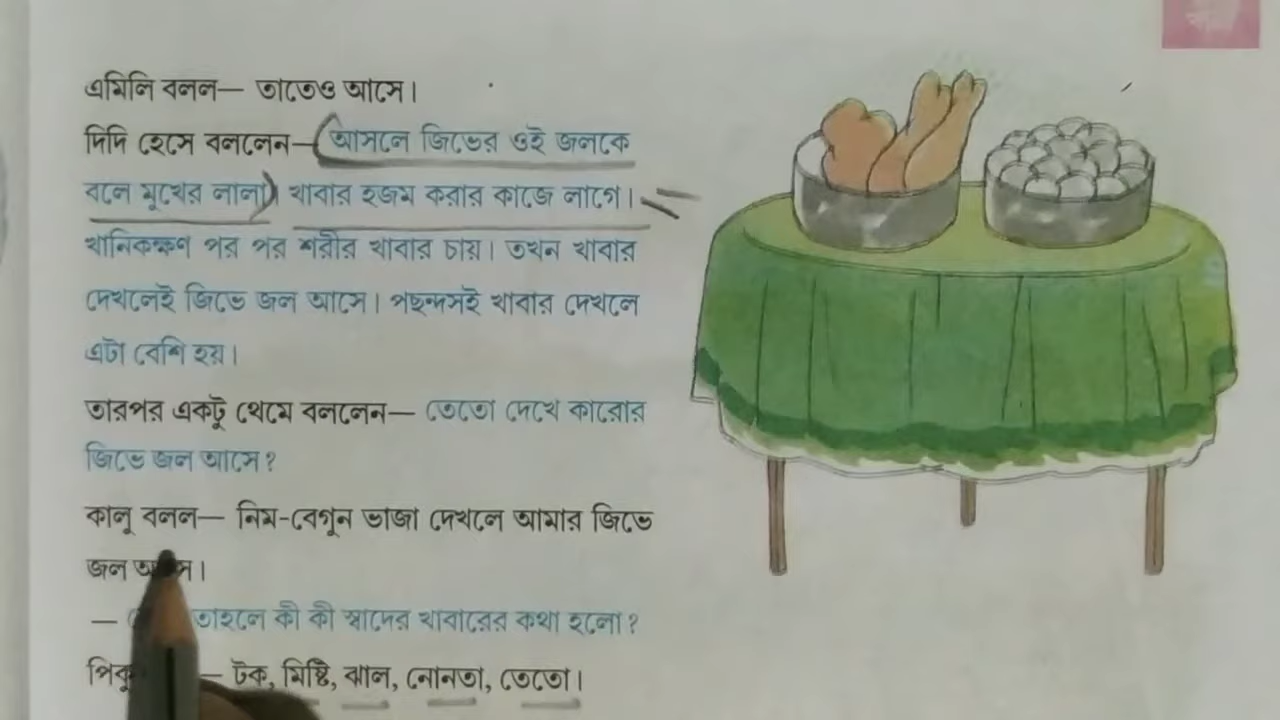 এমিলি বলল— তাতেও আসে।
দিদি হেসে বললেন— আসলে জিভের ওই জলকে
বলে মুখের লালা। খাবার হজম করার কাজে লাগে।
খানিকক্ষণ পর পর শরীর খাবার চায়। তখন খাবার
দেখলেই জিভে জল আসে। পছন্দসই খাবার দেখলে
এটা বেশি হয়।
তারপর একটু থেমে বললেন— তেতো দেখে কারোর
জিভে জল আসে?
কালু বলল— নিম-বেগুন ভাজা দেখলে আমার জিভে
জল আসে।
— তাহলে কী কী স্বাদের খাবারের কথা হলো?
পিকু — টক, মিষ্টি, ঝাল, নোনতা, তেতো।